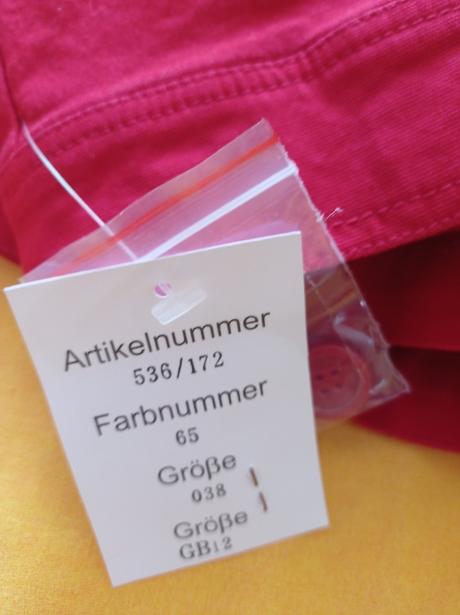 Artikelnummer
536/172
Farbnummer
65
Größe
038
Größe
GB12